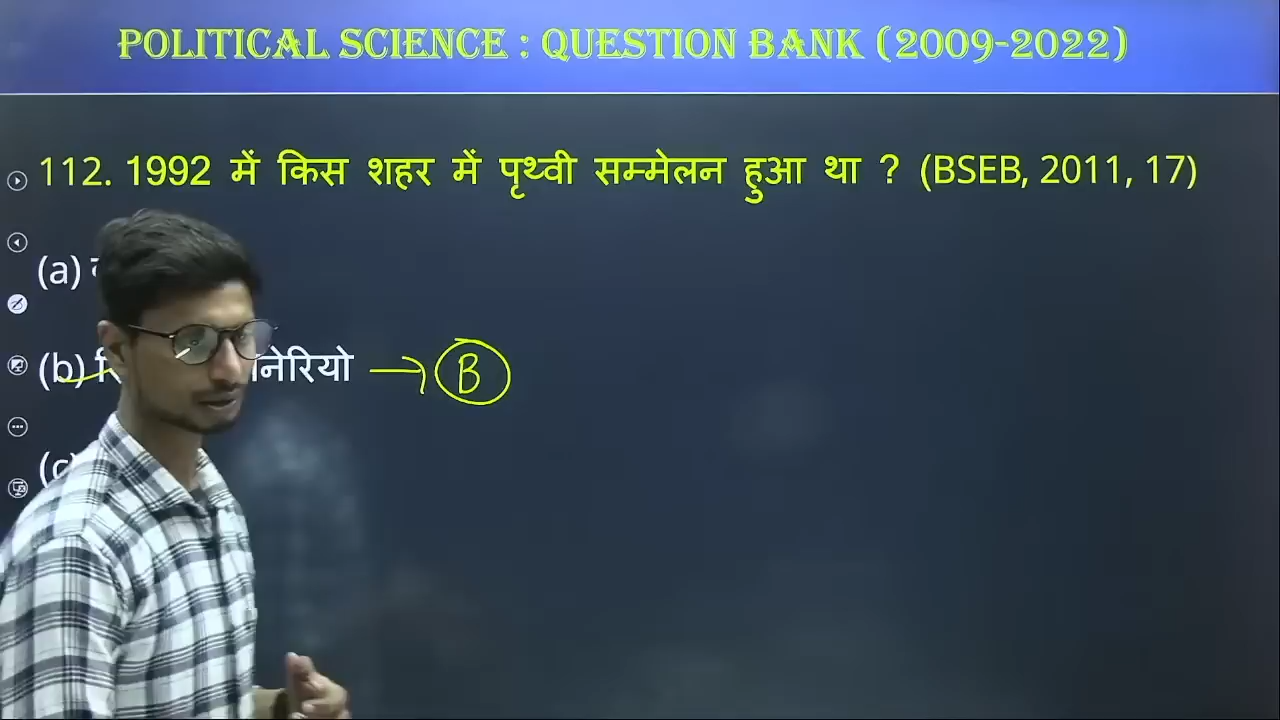 POLITICAL SCIENCE : QUESTION BANK (2009-2022)
112. 1992 में किस शहर में पृथ्वी सम्मेलन हुआ था ? (BSEB, 2011, 17)
(a)
(b) B